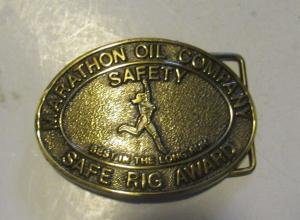 MARATHON OIL COMPANY
SAFETY
BEST IN THE LONG RUN
SAFE RIG AWARD